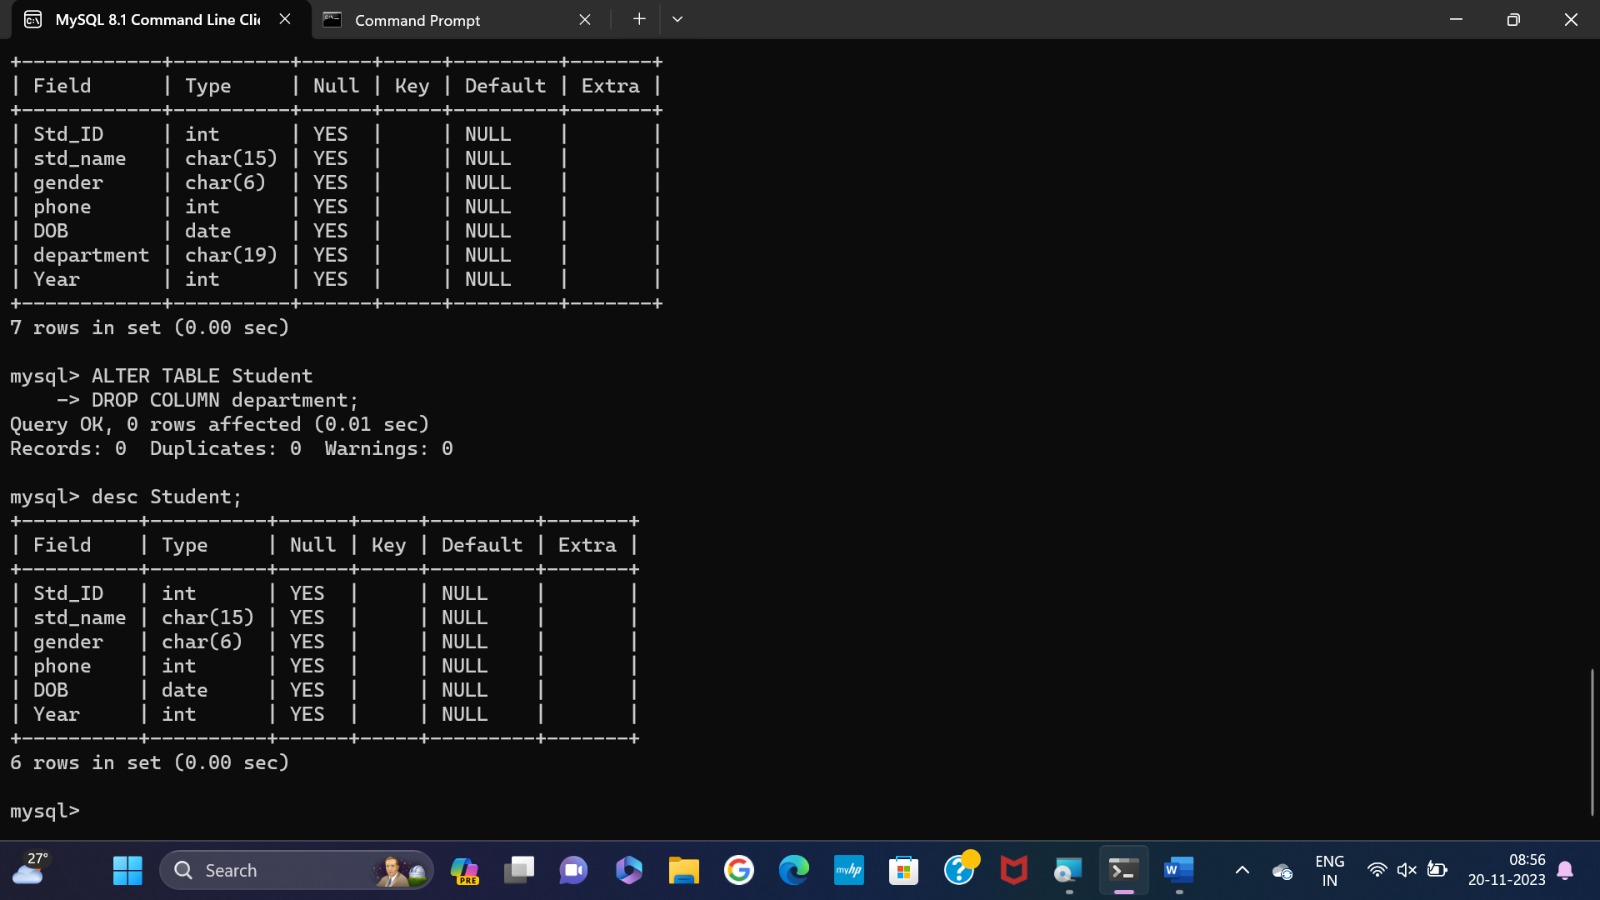 MySQL 8.1 Command Line Cli
Command Prompt
+------------+----------+------+-----+---------+-------+
| Field      | Type     | Null | Key | Default | Extra |
+------------+----------+------+-----+---------+-------+
| Std_ID     | int      | YES  |     | NULL    |       |
| std_name   | char(15) | YES  |     | NULL    |       |
| gender     | char(6)  | YES  |     | NULL    |       |
| phone      | int      | YES  |     | NULL    |       |
| DOB        | date     | YES  |     | NULL    |       |
| department | char(19) | YES  |     | NULL    |       |
| Year       | int      | YES  |     | NULL    |       |
+------------+----------+------+-----+---------+-------+
7 rows in set (0.00 sec)
mysql> ALTER TABLE Student
    -> DROP COLUMN department;
Query OK, 0 rows affected (0.01 sec)
Records: 0  Duplicates: 0  Warnings: 0
mysql> desc Student;
+----------+----------+------+-----+---------+-------+
| Field    | Type     | Null | Key | Default | Extra |
+----------+----------+------+-----+---------+-------+
| Std_ID   | int      | YES  |     | NULL    |       |
| std_name | char(15) | YES  |     | NULL    |       |
| gender   | char(6)  | YES  |     | NULL    |       |
| phone    | int      | YES  |     | NULL    |       |
| DOB      | date     | YES  |     | NULL    |       |
| Year     | int      | YES  |     | NULL    |       |
+----------+----------+------+-----+---------+-------+
6 rows in set (0.00 sec)
mysql>
27°
Search
PRE
myhp
ENG
IN
08:56
20-11-2023